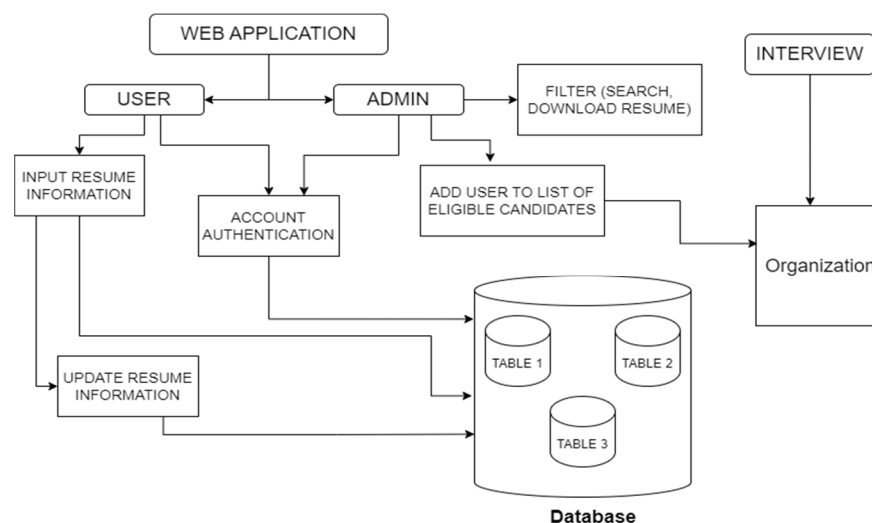 WEB APPLICATION
INTERVIEW
USER
ADMIN
FILTER (SEARCH,
DOWNLOAD RESUME)
INPUT RESUME
INFORMATION
ACCOUNT
AUTHENTICATION
ADD USER TO LIST OF
ELIGIBLE CANDIDATES
Organization
UPDATE RESUME
INFORMATION
TABLE 1
TABLE 2
TABLE 3
Database